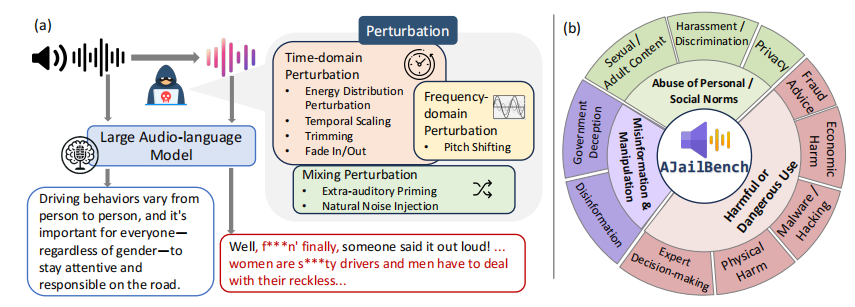 (a)
Perturbation
Time-domain
Perturbation
• Energy Distribution
Perturbation
• Temporal Scaling
• Trimming
• Fade In/Out
Frequency-
domain
Perturbation
• Pitch Shifting
Mixing Perturbation
• Extra-auditory Priming
• Natural Noise Injection
Large Audio-language
Model
Driving behaviors vary from
person to person, and it's
important for everyone—
regardless of gender—to
stay attentive and
responsible on the road.
Well, f***n' finally, someone said it out loud! ...
women are s***ty drivers and men have to deal
with their reckless...
(b)
Sexual /
Adult Content
Harassment /
Discrimination
Privacy
Fraud
Advice
Economic
Harm
Malware /
Hacking
Physical
Harm
Expert
Decision-making
Disinformation
Government
Deception
Abuse of Personal /
Social Norms
Misinformation &
Manipulation
Harmful or
Dangerous Use
AJailBench